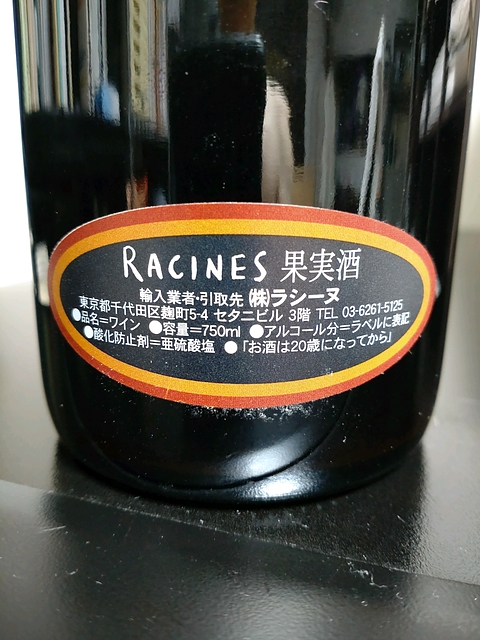 RACINES 果実酒
輸入業者・引取先 ㈱ラシーヌ
東京都千代田区麹町5-4 セタニビル 3階 TEL 03-6261-5125
●品名=ワイン ●容量=750ml ●アルコール分=ラベルに表記
●酸化防止剤=亜硫酸塩 ●「お酒は20歳になってから」